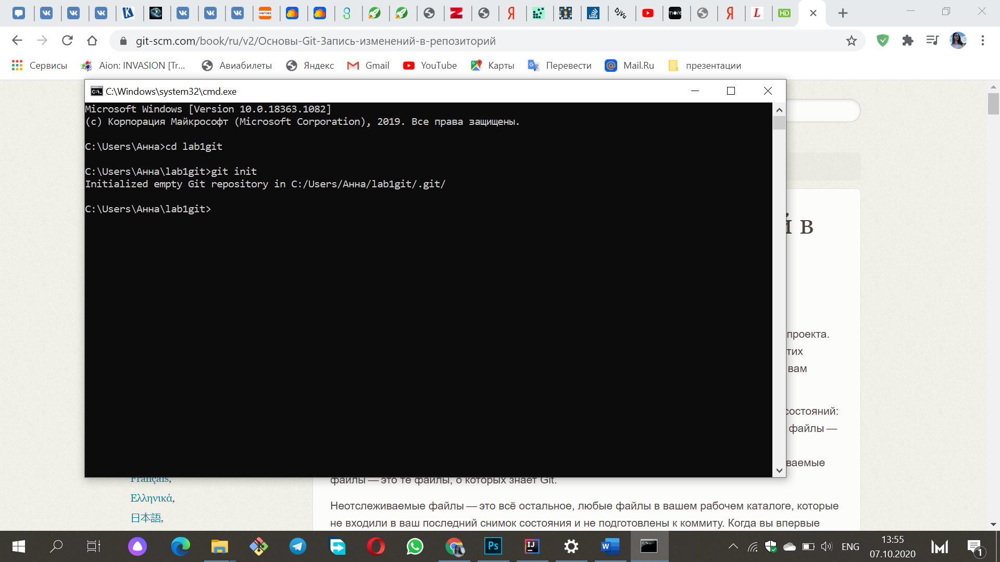 git-scm.com/book/ru/v2/Основы-Git-Запись-изменений-в-репозиторий
Сервисы
Aion: INVASION [Tr...
Авиабилеты
Яндекс
Gmail
YouTube
Карты
Перевести
Mail.Ru
презентации
C:\Windows\system32\cmd.exe
Microsoft Windows [Version 10.0.18363.1082]
(c) Корпорация Майкрософт (Microsoft Corporation), 2019. Все права защищены.
C:\Users\Анна>cd lab1git
C:\Users\Анна\lab1git>git init
Initialized empty Git repository in C:/Users/Анна/lab1git/.git/
C:\Users\Анна\lab1git>
й в
проекта.
тих
вам
состояний:
файлы —
ваемые
файлы — это те файлы, о которых знает Git.
Неотслеживаемые файлы — это всё остальное, любые файлы в вашем рабочем каталоге, которые
не входили в ваш последний снимок состояния и не подготовлены к коммиту. Когда вы впервые
Français,
Ελληνικά,
日本語,
ENG
13:55
07.10.2020
1